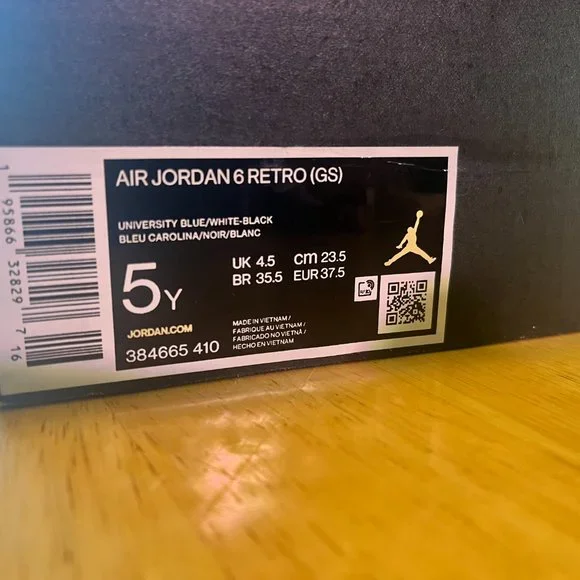 1 95866 32829 7 16
AIR JORDAN 6 RETRO (GS)
UNIVERSITY BLUE/WHITE-BLACK
BLEU CAROLINA/NOIR/BLANC
5Y
UK 4.5 cm 23.5
BR 35.5 EUR 37.5
JORDAN.COM
384665 410
MADE IN VIETNAM /
FABRIQUE AU VIETNAM /
FABRICADO NO VIETNÃ /
HECHO EN VIETNAM